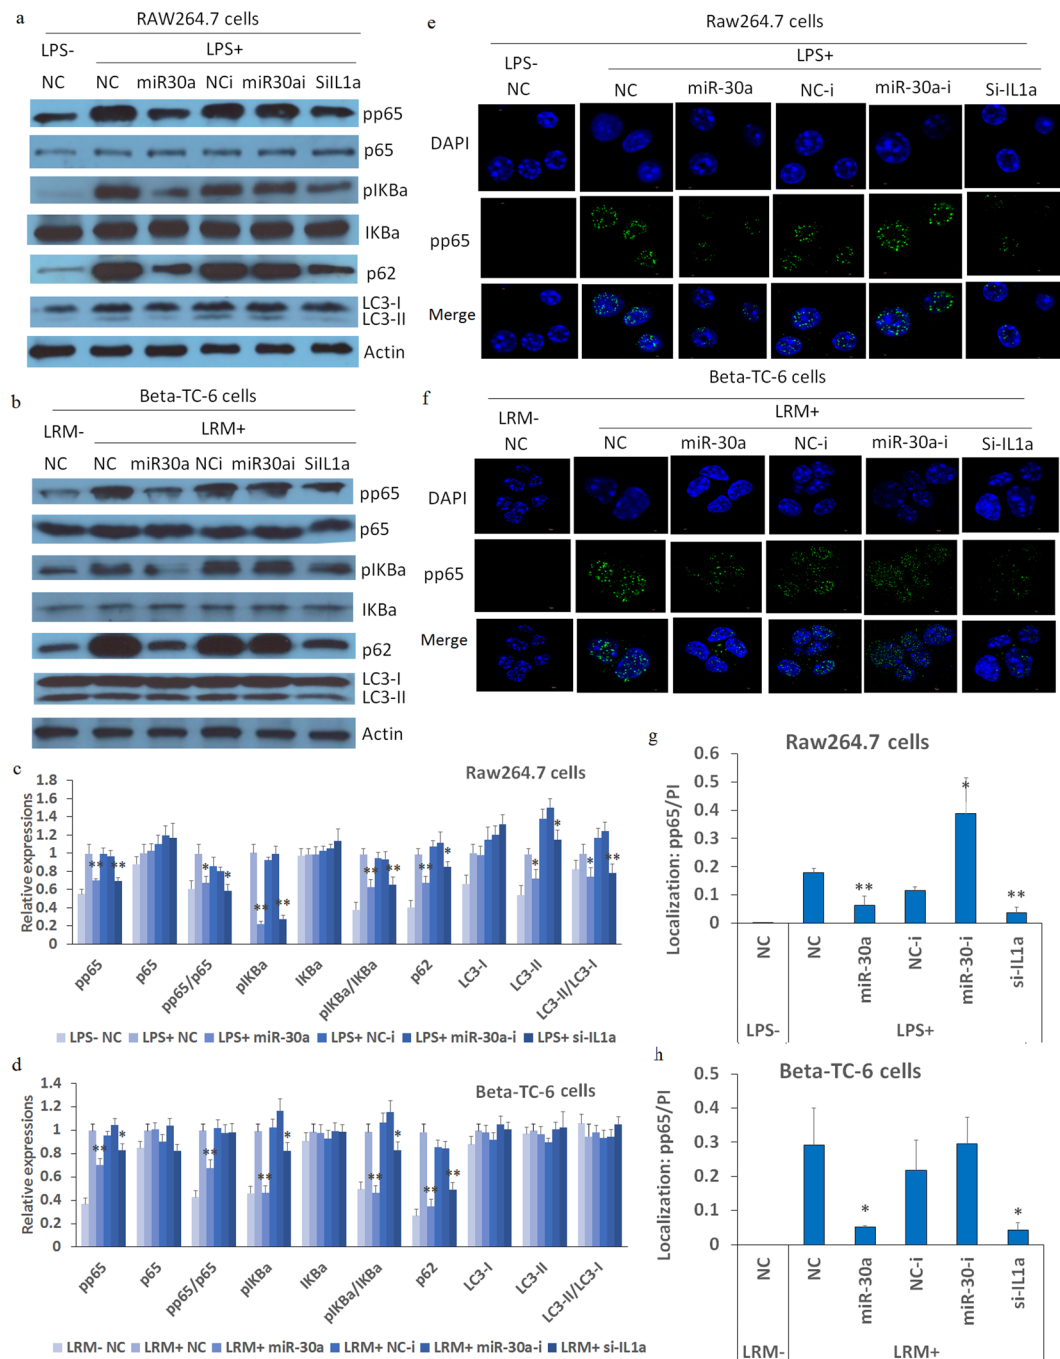 a
RAW264.7 cells
LPS-
LPS+
NC NC miR30a NCi miR30ai SilL1a
pp65
p65
pIKBa
IKBa
p62
LC3-I
LC3-II
Actin
b
Beta-TC-6 cells
LRM-
LRM+
NC NC miR30a NCi miR30ai SilL1a
pp65
p65
pIKBa
IKBa
p62
LC3-I
LC3-II
Actin
e
Raw264.7 cells
LPS-
NC
LPS+
NC miR-30a NC-i miR-30a-i Si-IL1a
DAPI
pp65
Merge
f
Beta-TC-6 cells
LRM-
NC
LRM+
NC miR-30a NC-i miR-30a-i Si-IL1a
DAPI
pp65
Merge
c
Raw264.7 cells
Relative expressions
1.8
1.6
1.4
1.2
1
0.8
0.6
0.4
0.2
0
** ** * * ** ** ** ** ** * * * * **
pp65 p65 pp65/p65 pIKBa IKBa pIKBa/IKBa p62 LC3-I LC3-II LC3-II/LC3-I
LPS- NC LPS+ NC LPS+ miR-30a LPS+ NC-i LPS+ miR-30a-i LPS+ si-IL1a
d
Beta-TC-6 cells
Relative expressions
1.4
1.2
1
0.8
0.6
0.4
0.2
0
** * ** ** * ** * ** **
pp65 p65 pp65/p65 pIKBa IKBa pIKBa/IKBa p62 LC3-I LC3-II LC3-II/LC3-I
LRM- NC LRM+ NC LRM+ miR-30a LRM+ NC-i LRM+ miR-30a-i LRM+ si-IL1a
g
Raw264.7 cells
Localization: pp65/PI
0.6
0.5
0.4
0.3
0.2
0.1
0
** * **
NC NC miR-30a NC-i miR-30-i si-IL1a
LPS- LPS+
h
Beta-TC-6 cells
Localization: pp65/PI
0.5
0.4
0.3
0.2
0.1
0
* *
NC NC miR-30a NC-i miR-30-i si-IL1a
LRM- LRM+